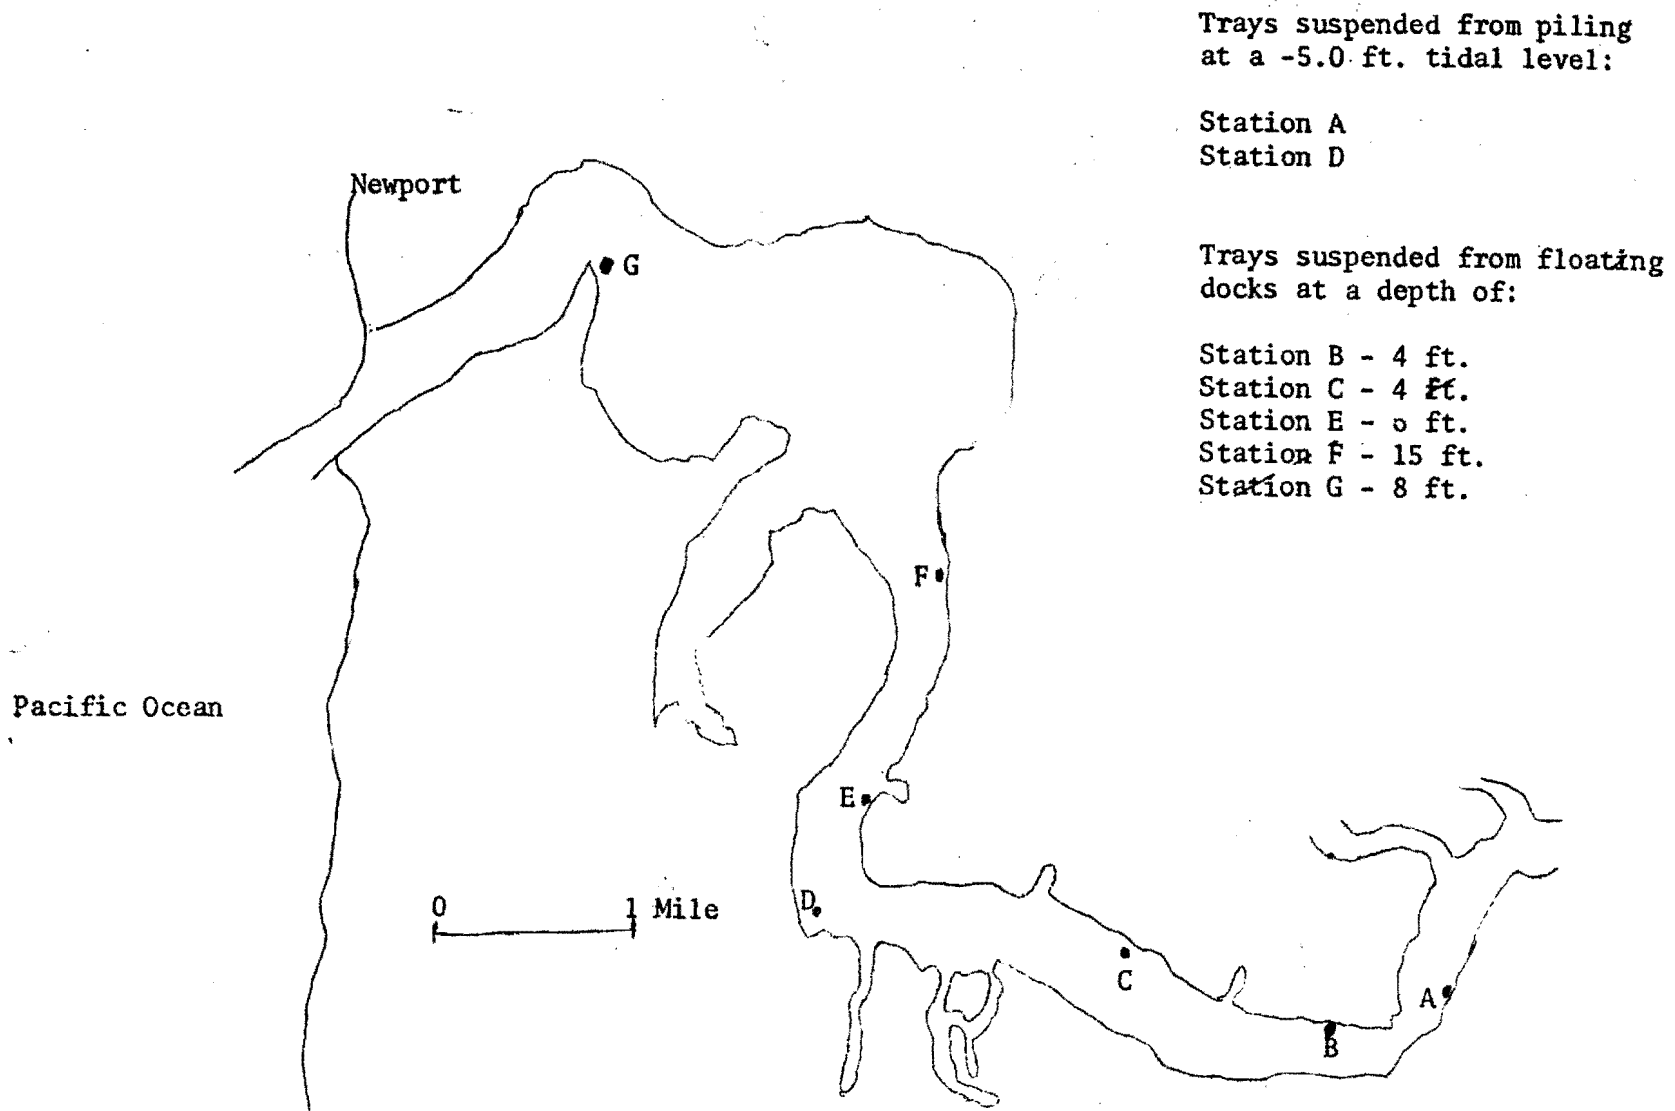 Trays suspended from piling
at a -5.0 ft. tidal level:
Station A
Station D
Trays suspended from floating
docks at a depth of:
Station B - 4 ft.
Station C - 4 ft.
Station E - ft.
Station F - 15 ft.
Station G - 8 ft.
Newport
G
F
Pacific Ocean
E
D
0 1 Mile
C
A
B